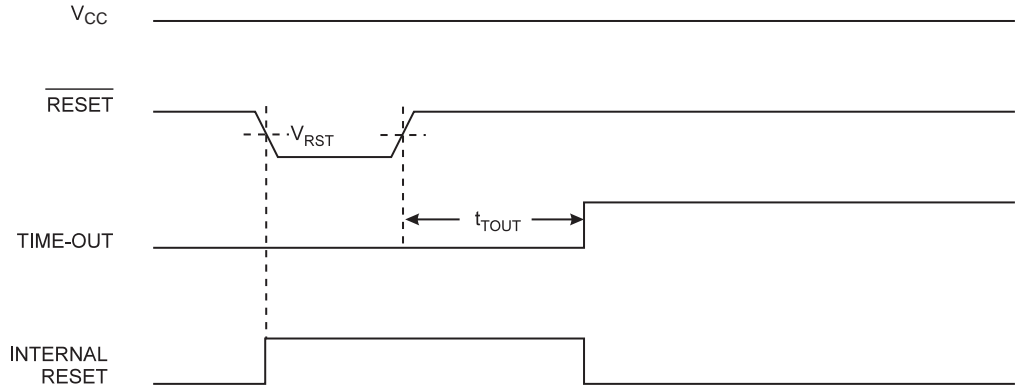 VCC
RESET
VRST
tTOUT
TIME-OUT
INTERNAL
RESET